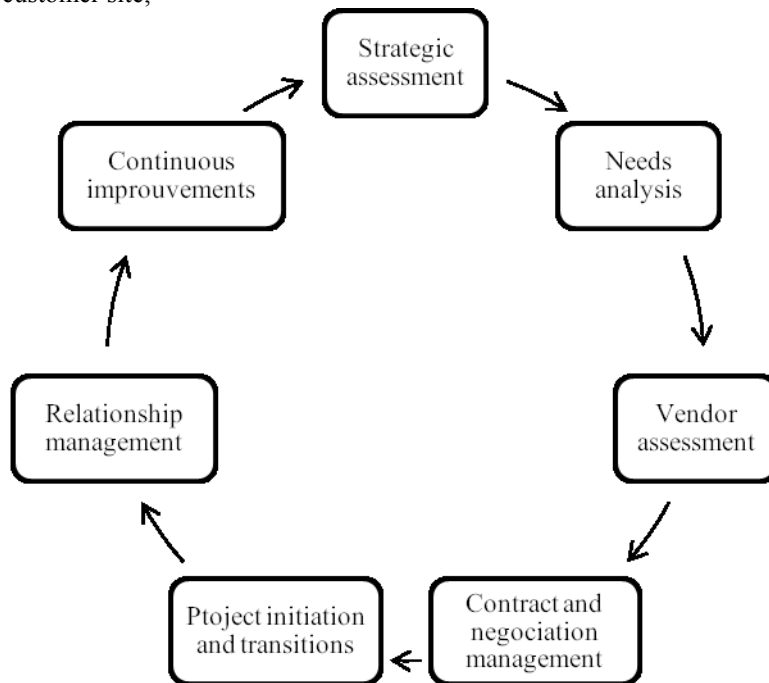 customer site;
Strategic
assessment
Needs
analysis
Vendor
assessment
Contract and
negociation
management
Ptoject initiation
and transitions
Relationship
management
Continuous
improuvements